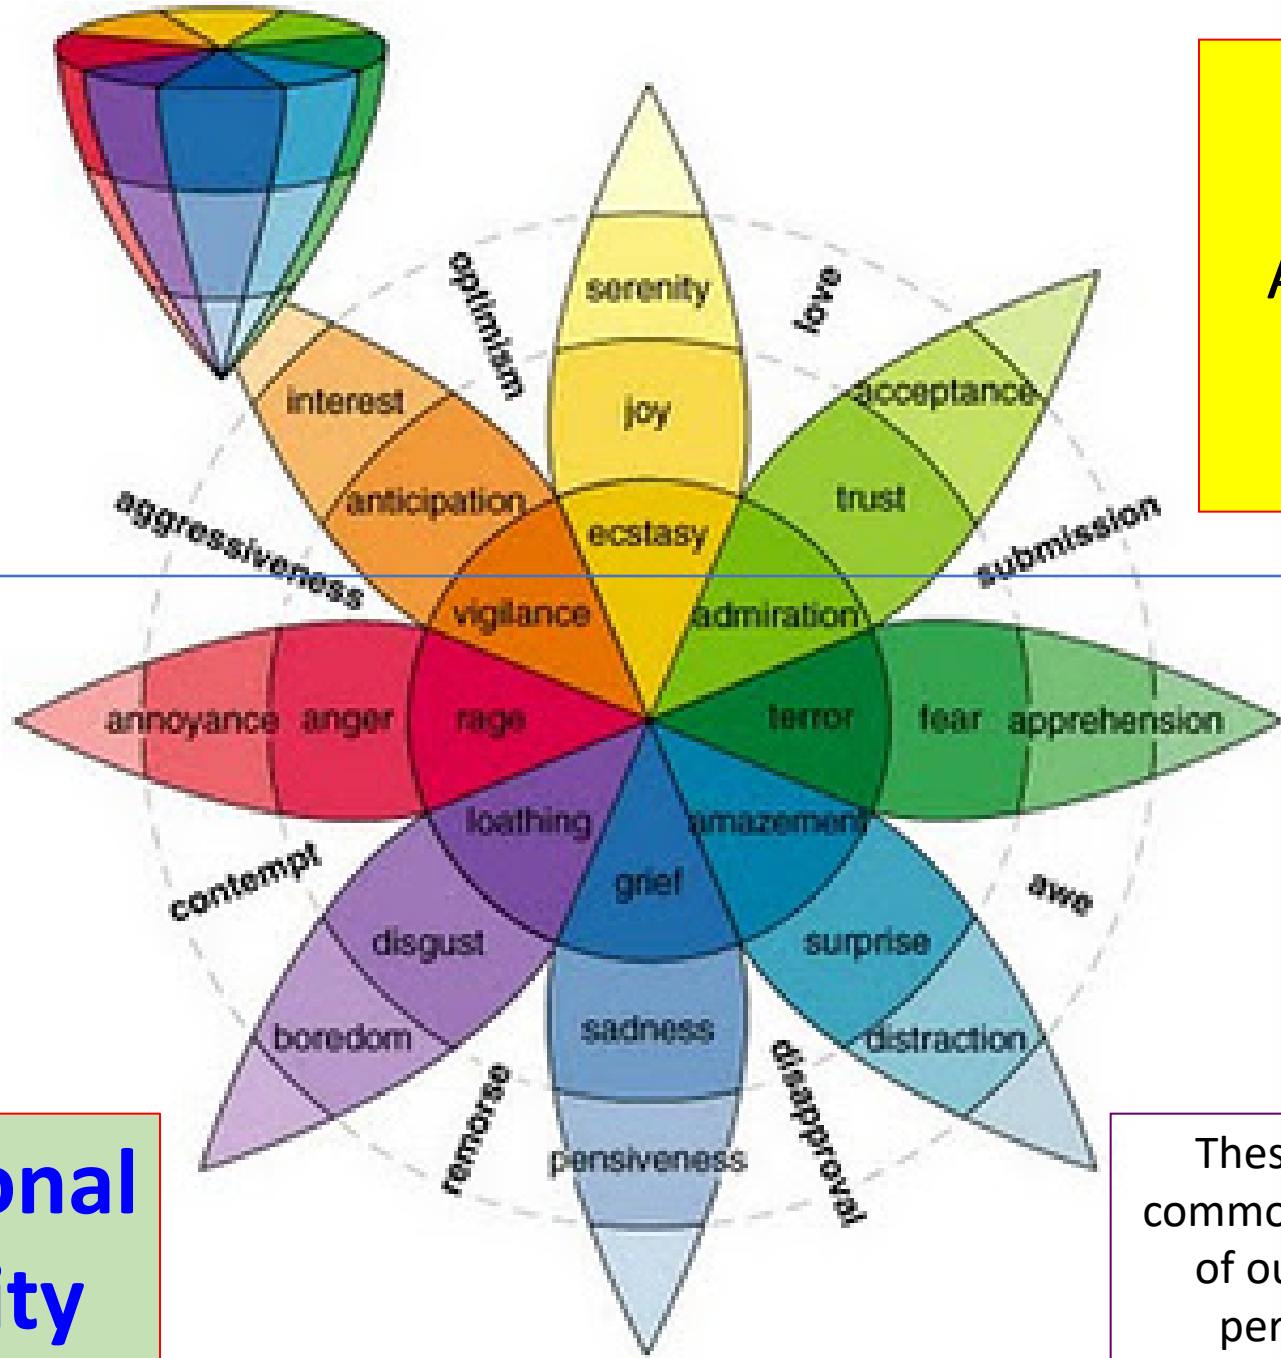 A
optimism
serenity
love
interest
joy
acceptance
anticipation
trust
aggressiveness
ecstasy
submission
vigilance
admiration
annoyance anger rage terror fear apprehension
loathing
amazement
contempt
grief
awe
disgust
surprise
boredom
sadness
distraction
remorse
disapproval
pensiveness
onal
ity
Thes
commo
of ou
per